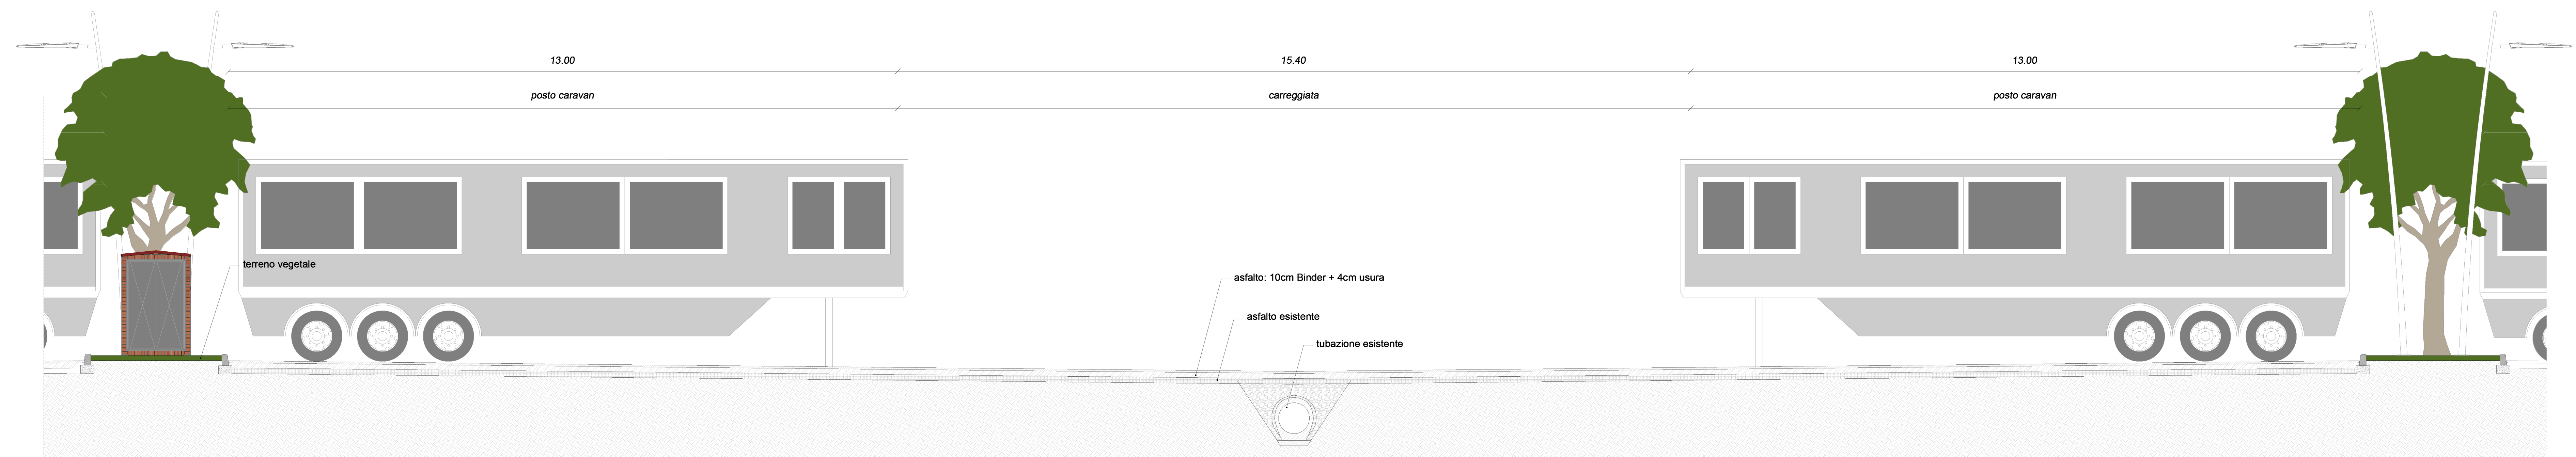 13.00
15.40
13.00
posto caravan
carreggiata
posto caravan
terreno vegetale
asfalto: 10cm Binder + 4cm usura
asfalto esistente
tubazione esistente